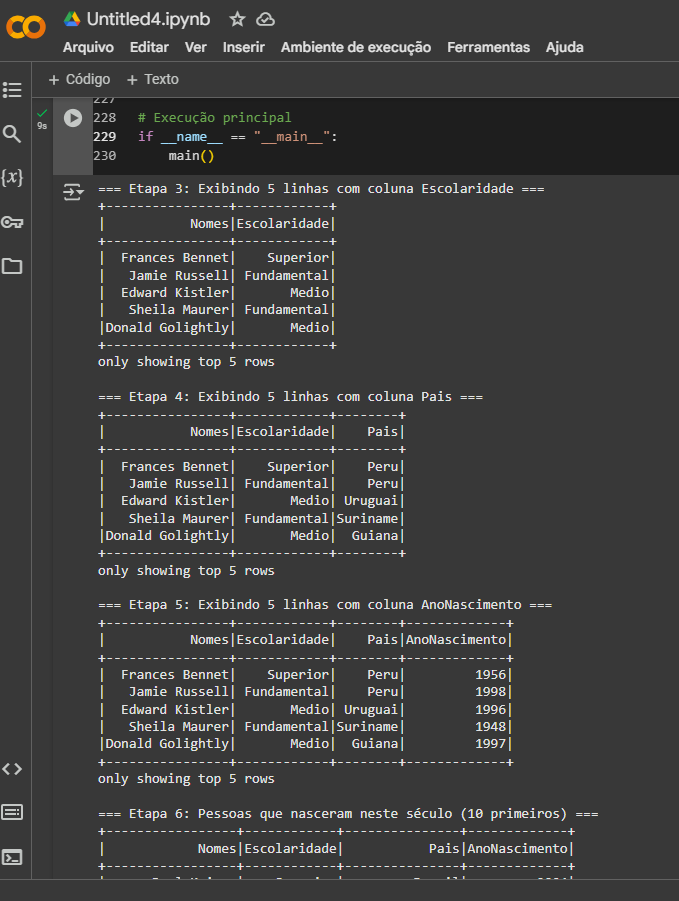 Untitled4.ipynb
Arquivo Editar Ver Inserir Ambiente de execução Ferramentas Ajuda
+ Código + Texto
227
9s
228 # Execução principal
229 if __name__ == "__main__":
230 main()
{x}
=== Etapa 3: Exibindo 5 linhas com coluna Escolaridade ===
+----------------+------------+
|           Nomes|Escolaridade|
+----------------+------------+
|  Frances Bennet|    Superior|
|   Jamie Russell| Fundamental|
|  Edward Kistler|       Medio|
|   Sheila Maurer| Fundamental|
|Donald Golightly|       Medio|
+----------------+------------+
only showing top 5 rows
=== Etapa 4: Exibindo 5 linhas com coluna Pais ===
+----------------+------------+--------+
|           Nomes|Escolaridade|    Pais|
+----------------+------------+--------+
|  Frances Bennet|    Superior|    Peru|
|   Jamie Russell| Fundamental|    Peru|
|  Edward Kistler|       Medio| Uruguai|
|   Sheila Maurer| Fundamental|Suriname|
|Donald Golightly|       Medio|  Guiana|
+----------------+------------+--------+
only showing top 5 rows
=== Etapa 5: Exibindo 5 linhas com coluna AnoNascimento ===
+----------------+------------+--------+-------------+
|           Nomes|Escolaridade|    Pais|AnoNascimento|
+----------------+------------+--------+-------------+
|  Frances Bennet|    Superior|    Peru|         1956|
|   Jamie Russell| Fundamental|    Peru|         1998|
|  Edward Kistler|       Medio| Uruguai|         1996|
|   Sheila Maurer| Fundamental|Suriname|         1948|
|Donald Golightly|       Medio|  Guiana|         1997|
+----------------+------------+--------+-------------+
only showing top 5 rows
=== Etapa 6: Pessoas que nasceram neste século (10 primeiros) ===
+-----------------+------------+---------------+-------------+
|            Nomes|Escolaridade|           Pais|AnoNascimento|
+-----------------+------------+---------------+-------------+